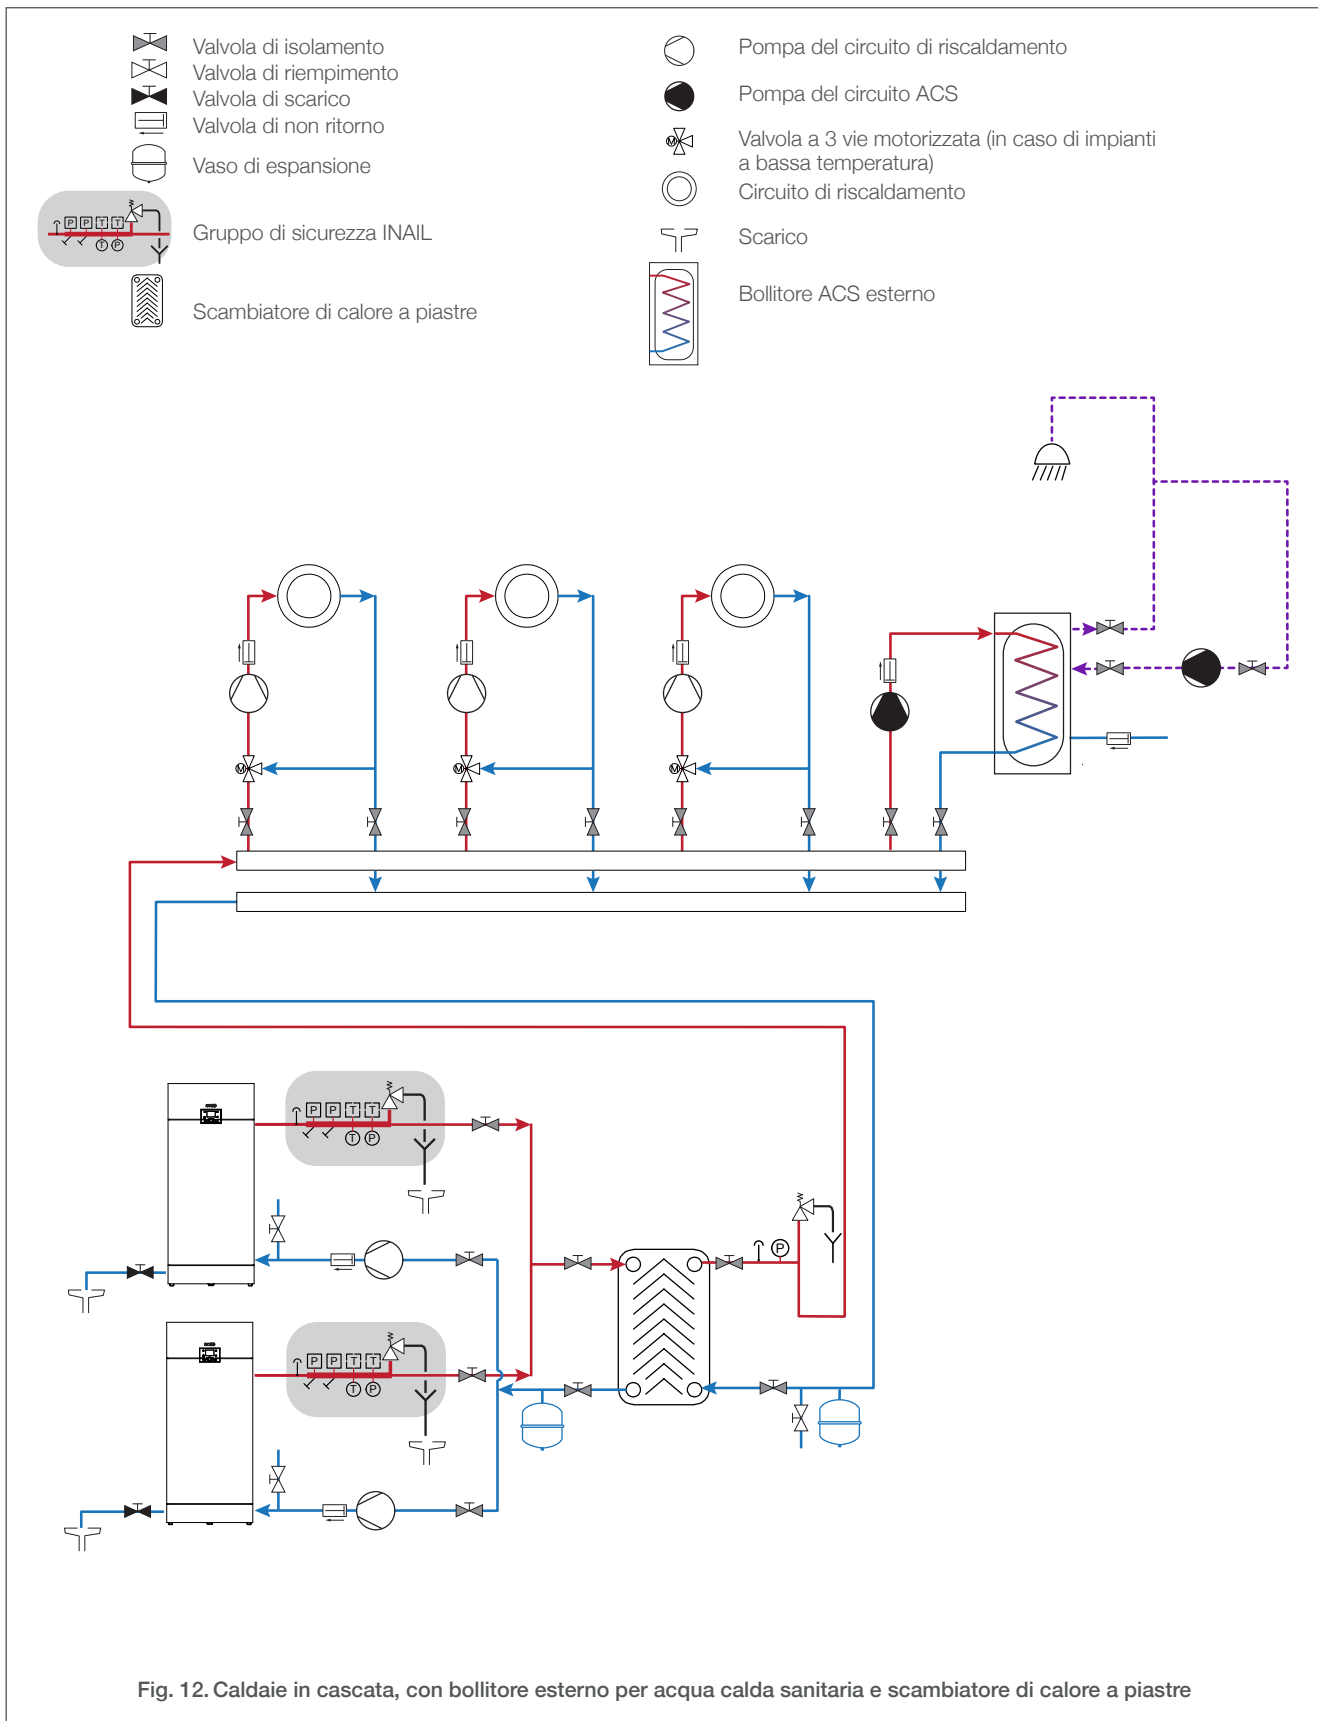 Valvola di isolamento
Valvola di riempimento
Valvola di scarico
Valvola di non ritorno
Vaso di espansione
P P T T
T P
Gruppo di sicurezza INAIL
Scambiatore di calore a piastre
Pompa del circuito di riscaldamento
Pompa del circuito ACS
M
Valvola a 3 vie motorizzata (in caso di impianti
a bassa temperatura)
Circuito di riscaldamento
Scarico
Bollitore ACS esterno
M
M
M
P P T T
T P
P
P P T T
T P
Fig. 12. Caldaie in cascata, con bollitore esterno per acqua calda sanitaria e scambiatore di calore a piastre